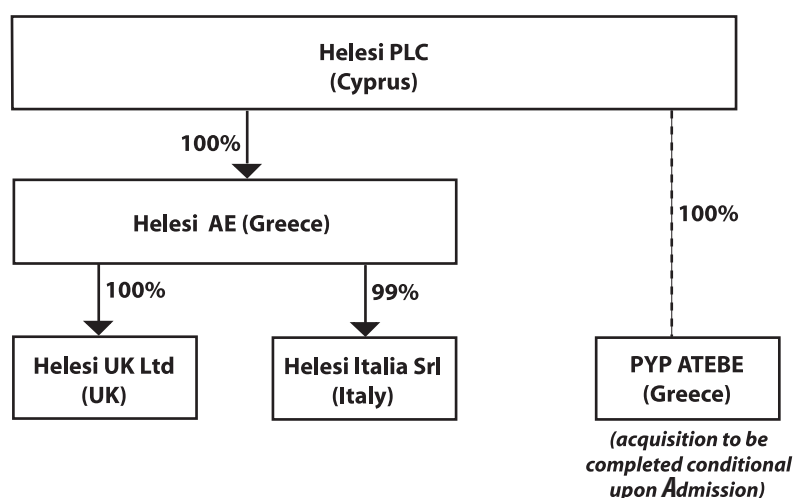 Helesi PLC
(Cyprus)
100%
Helesi AE (Greece)
100%
100%
99%
Helesi UK Ltd
(UK)
Helesi Italia Srl
(Italy)
PYP ATEBE
(Greece)
(acquisition to be
completed conditional
upon Admission)